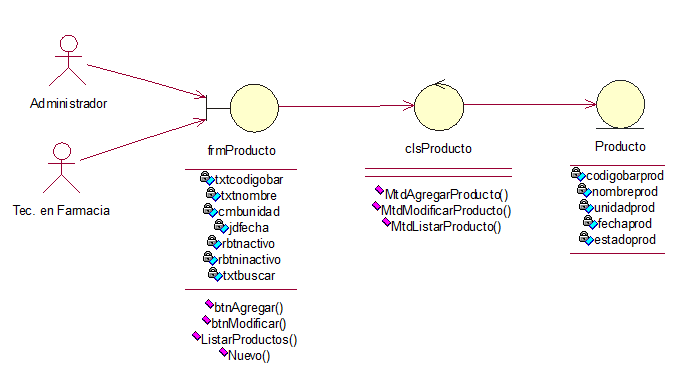 Administrador
Tec. en Farmacia
frmProducto
txtcodigobar
txtnombre
cmbunidad
jdfecha
rbtnactivo
rbtninactivo
txtbuscar
btnAgregar()
btnModificar()
ListarProductos()
Nuevo()
clsProducto
MtdAgregarProducto()
MtdModificarProducto()
MtdListarProducto()
Producto
codigobarprod
nombreprod
unidadprod
fechaprod
estadoprod